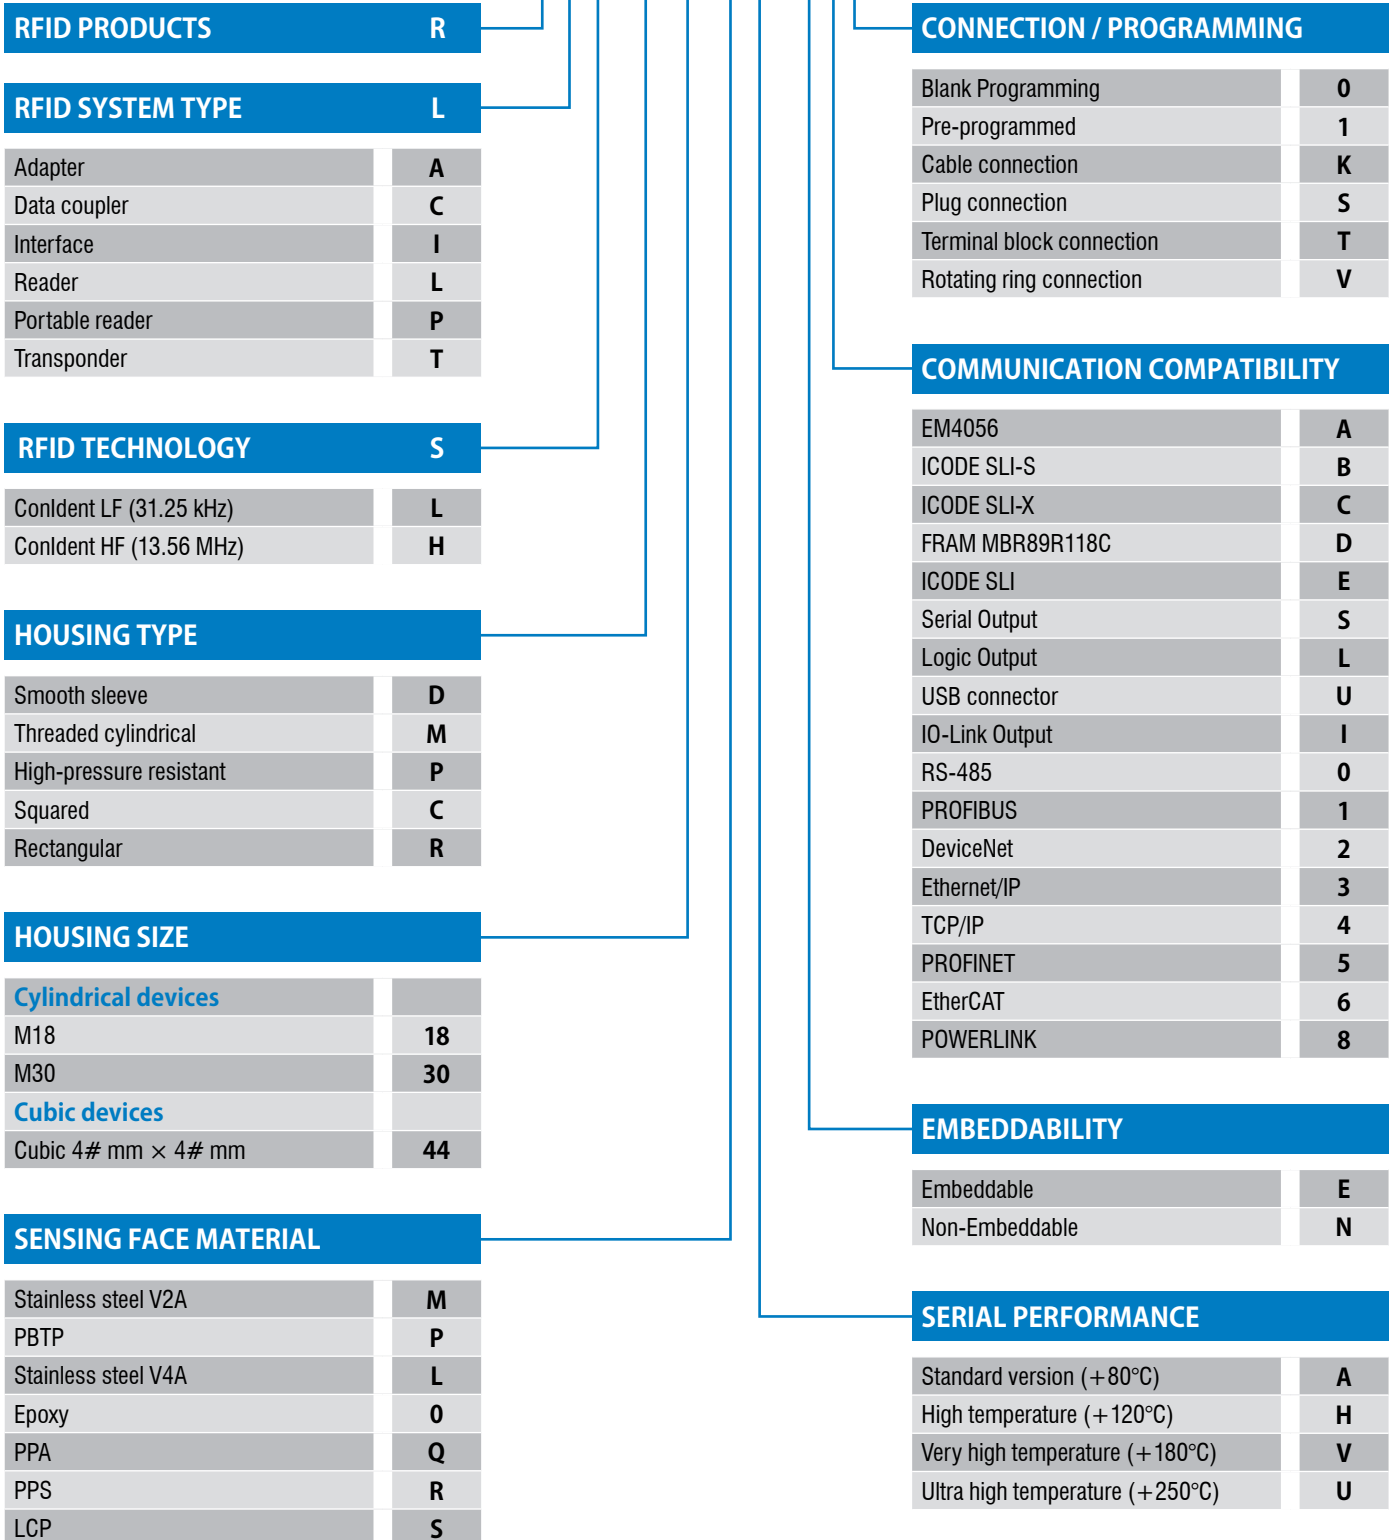 RFID PRODUCTS R
RFID SYSTEM TYPE L
Adapter A
Data coupler C
Interface I
Reader L
Portable reader P
Transponder T
RFID TECHNOLOGY S
ConIdent LF (31.25 kHz) L
ConIdent HF (13.56 MHz) H
HOUSING TYPE
Smooth sleeve D
Threaded cylindrical M
High-pressure resistant P
Squared C
Rectangular R
HOUSING SIZE
Cylindrical devices
M18 18
M30 30
Cubic devices
Cubic 4# mm × 4# mm 44
SENSING FACE MATERIAL
Stainless steel V2A M
PBTP P
Stainless steel V4A L
Epoxy 0
PPA Q
PPS R
LCP S
CONNECTION / PROGRAMMING
Blank Programming 0
Pre-programmed 1
Cable connection K
Plug connection S
Terminal block connection T
Rotating ring connection V
COMMUNICATION COMPATIBILITY
EM4056 A
ICODE SLI-S B
ICODE SLI-X C
FRAM MBR89R118C D
ICODE SLI E
Serial Output S
Logic Output L
USB connector U
IO-Link Output I
RS-485 0
PROFIBUS 1
DeviceNet 2
Ethernet/IP 3
TCP/IP 4
PROFINET 5
EtherCAT 6
POWERLINK 8
EMBEDDABILITY
Embeddable E
Non-Embeddable N
SERIAL PERFORMANCE
Standard version (+80°C) A
High temperature (+120°C) H
Very high temperature (+180°C) V
Ultra high temperature (+250°C) U